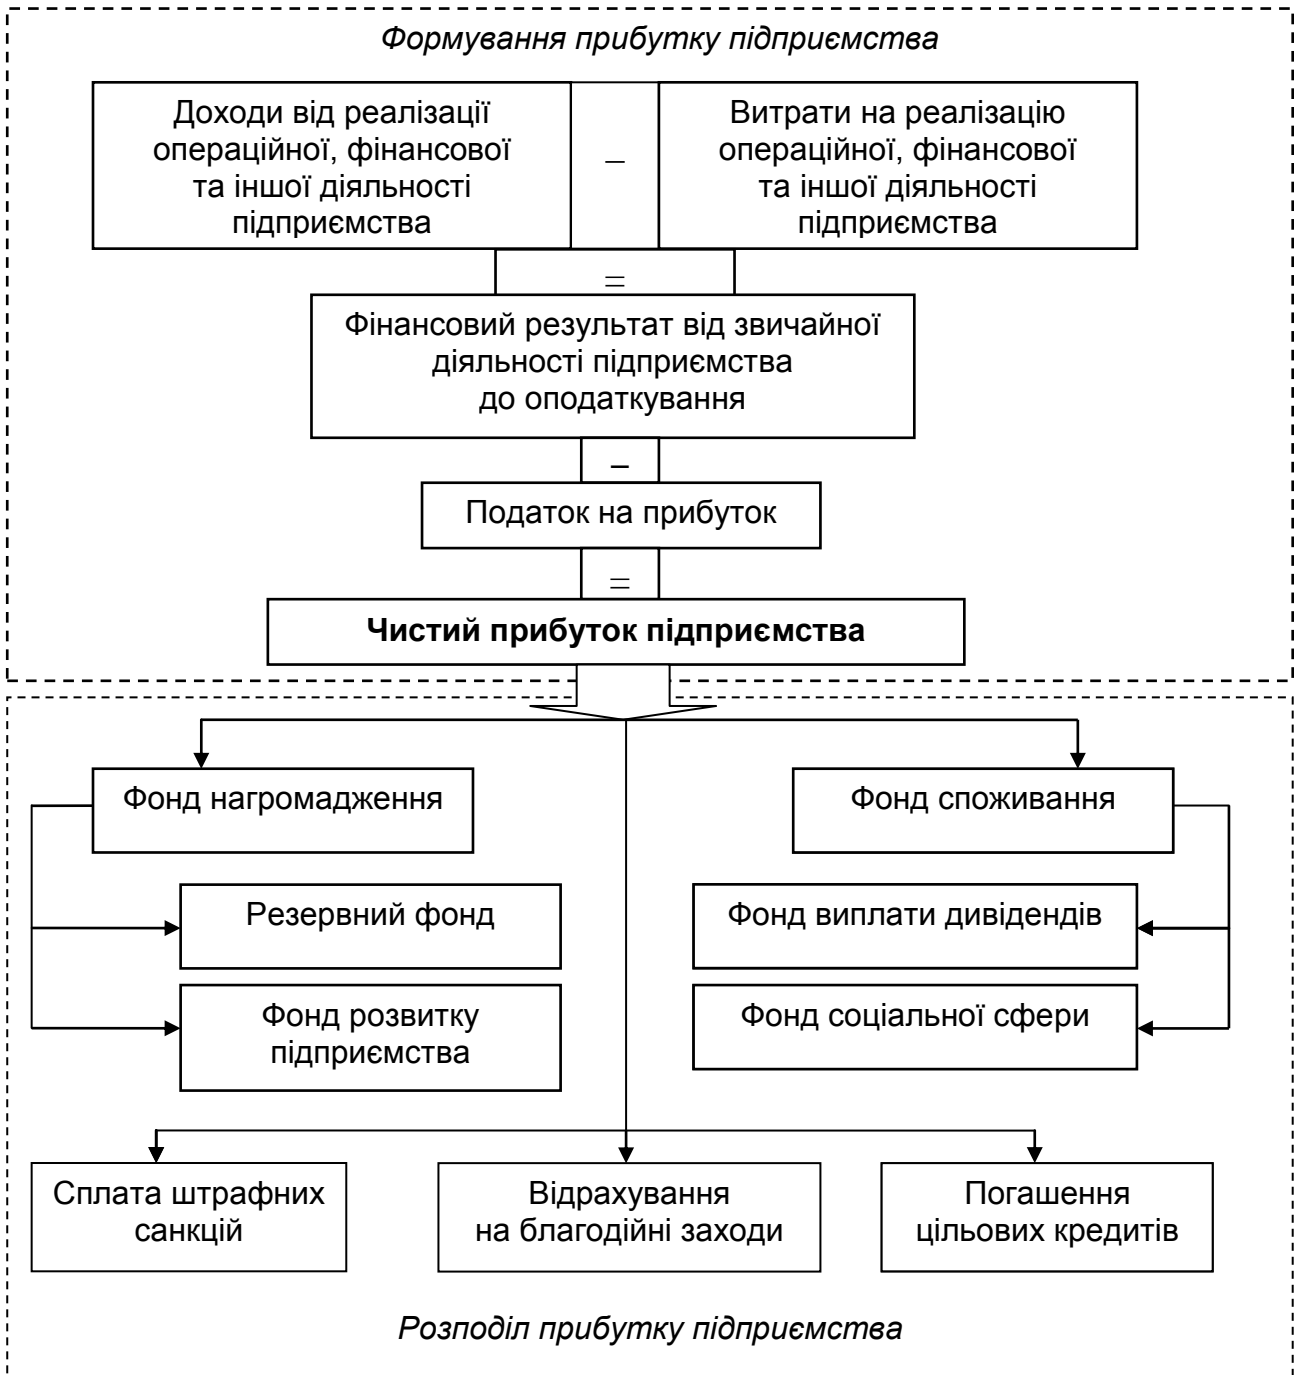 Формування прибутку підприємства
Доходи від реалізації
операційної, фінансової
та іншої діяльності
підприємства
–
Витрати на реалізацію
операційної, фінансової
та іншої діяльності
підприємства
=
Фінансовий результат від звичайної
діяльності підприємства
до оподаткування
–
Податок на прибуток
=
Чистий прибуток підприємства
Фонд нагромадження
Фонд споживання
Резервний фонд
Фонд виплати дивідендів
Фонд розвитку
підприємства
Фонд соціальної сфери
Сплата штрафних
санкцій
Відрахування
на благодійні заходи
Погашення
цільових кредитів
Розподіл прибутку підприємства